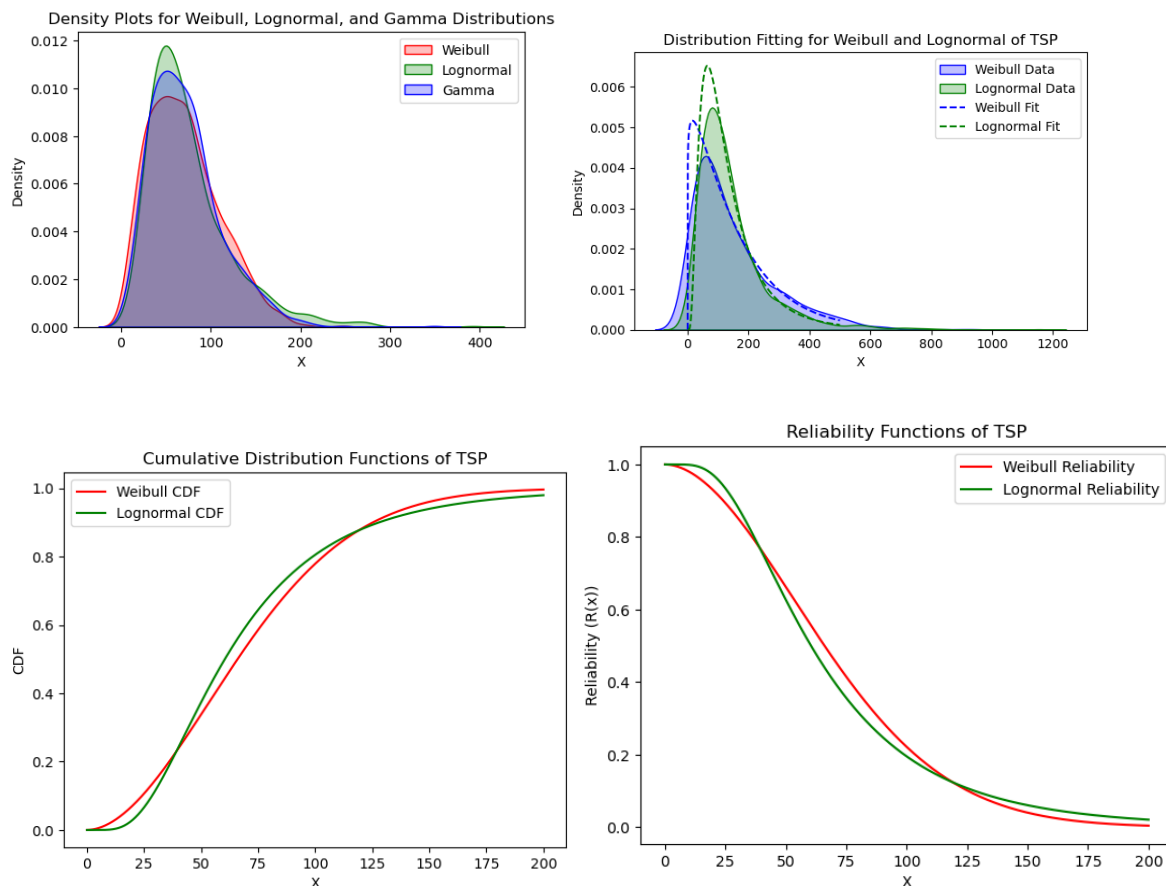 Density Plots for Weibull, Lognormal, and Gamma Distributions
0.012
0.010
0.008
0.006
0.004
0.002
0.000
Density
Weibull
Lognormal
Gamma
0
100
200
300
400
X
Distribution Fitting for Weibull and Lognormal of TSP
0.006
0.005
0.004
0.003
0.002
0.001
0.000
Density
Weibull Data
Lognormal Data
Weibull Fit
Lognormal Fit
0
200
400
600
800
1000
1200
X
Cumulative Distribution Functions of TSP
1.0
0.8
0.6
0.4
0.2
0.0
CDF
Weibull CDF
Lognormal CDF
0
25
50
75
100
125
150
175
200
X
Reliability Functions of TSP
1.0
0.8
0.6
0.4
0.2
0.0
Reliability (R(x))
Weibull Reliability
Lognormal Reliability
0
25
50
75
100
125
150
175
200
X